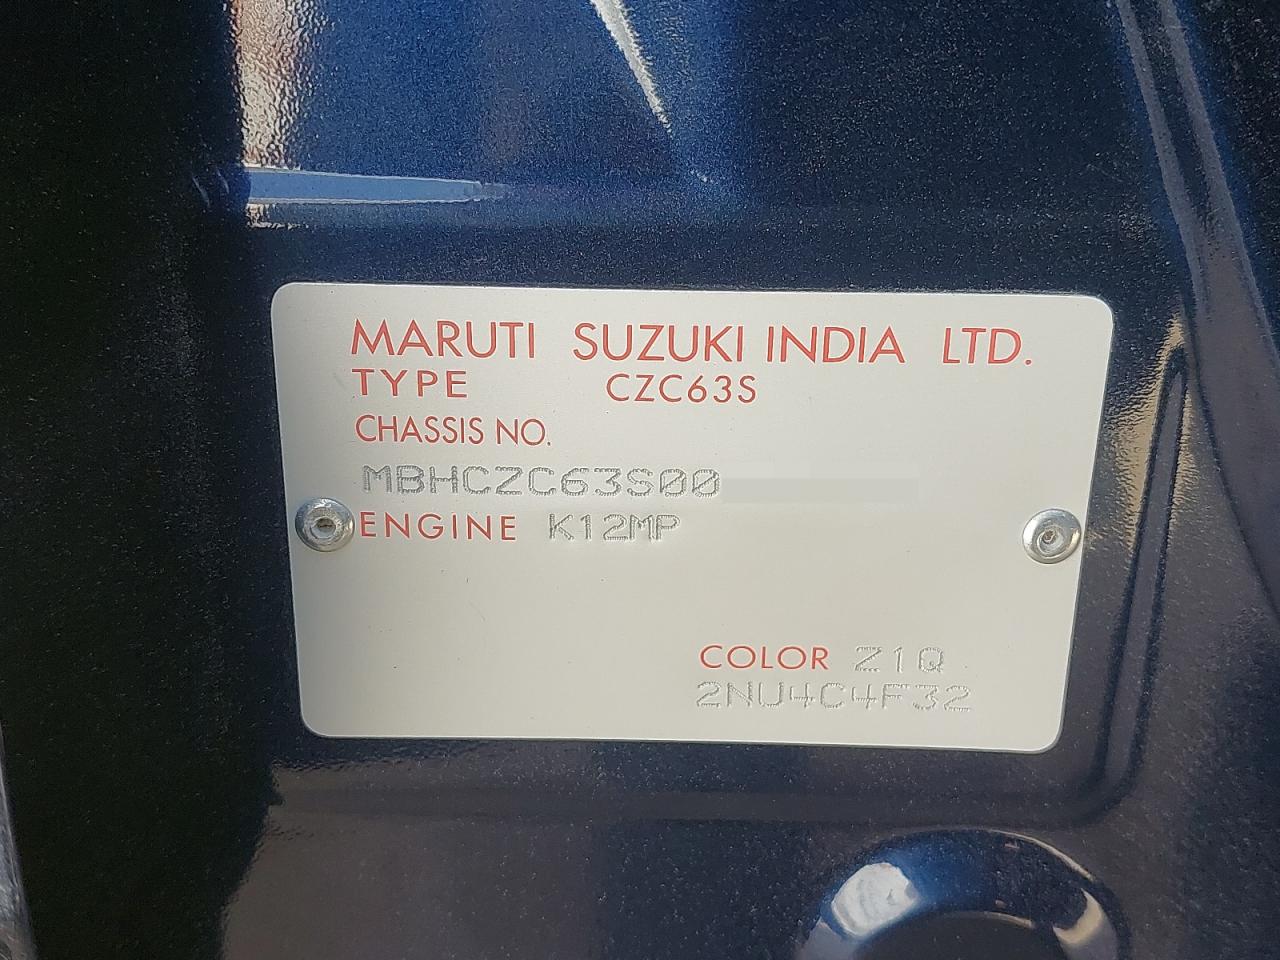 MARUTI SUZUKI INDIA LTD.
TYPE CZC63S
CHASSIS NO.
MBHCZC63S00
ENGINE K12MP
COLOR Z1Q
2NU4C4F32